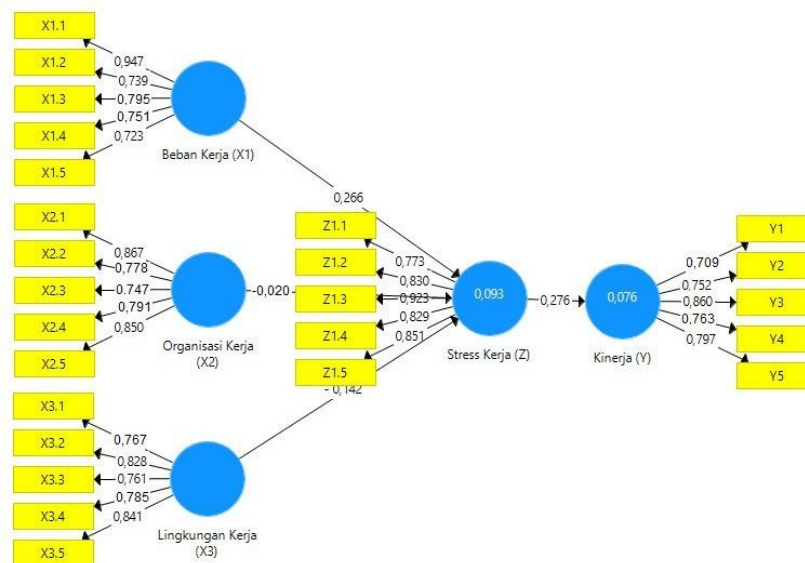 X1.1
X1.2
X1.3
X1.4
X1.5
0,947
0,739
0,795
0,751
0,723
Beban Kerja (X1)
0,266
X2.1
X2.2
X2.3
X2.4
X2.5
0,867
0,778
0,747
0,791
0,850
Organisasi Kerja
(X2)
-0,020
X3.1
X3.2
X3.3
X3.4
X3.5
0,767
0,828
0,761
0,785
0,841
Lingkungan Kerja
(X3)
- 0,142
Z1.1
Z1.2
Z1.3
Z1.4
Z1.5
0,773
0,830
0,923
0,829
0,851
0,093
Stress Kerja (Z)
0,276
0,076
Kinerja (Y)
0,709
0,752
0,860
0,763
0,797
Y1
Y2
Y3
Y4
Y5